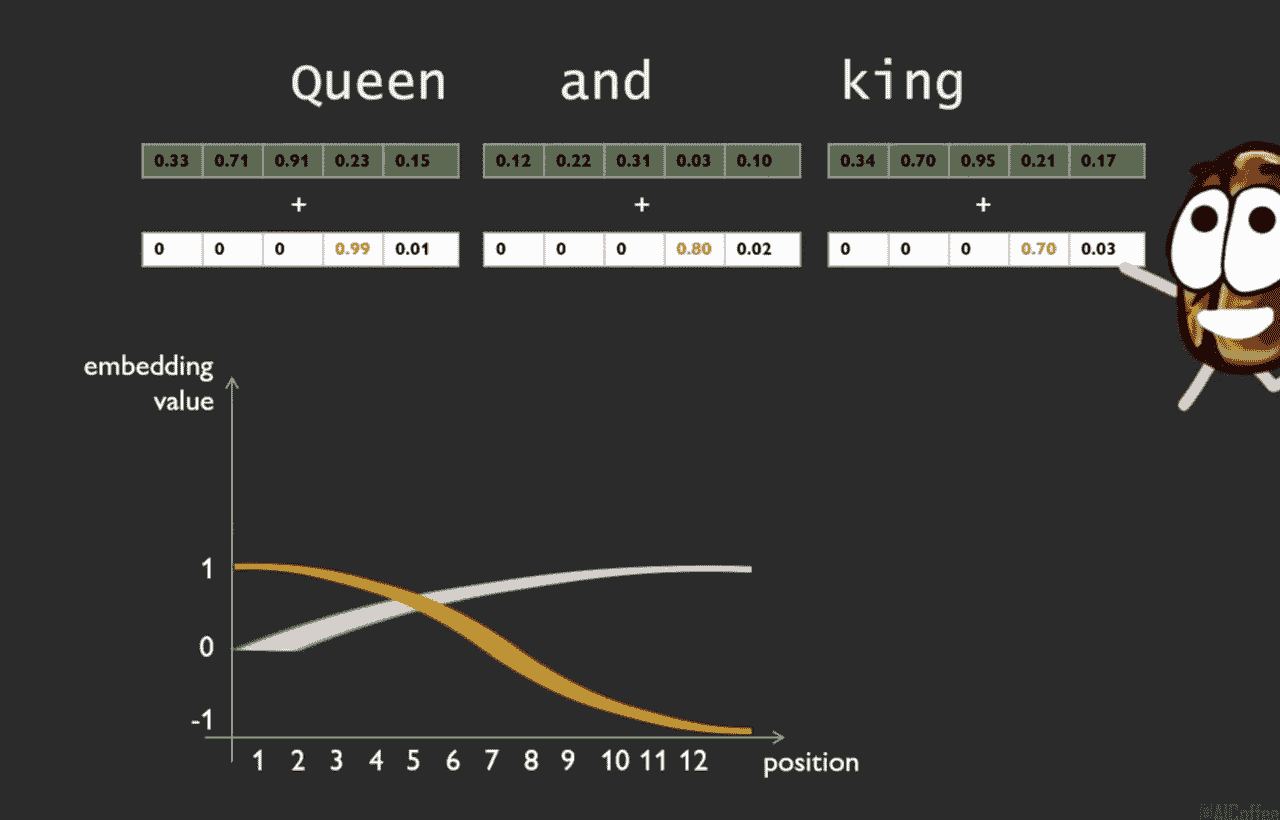 Queen and king
0.33 0.71 0.91 0.23 0.15 0.12 0.22 0.31 0.03 0.10 0.34 0.70 0.95 0.21 0.17
+ + +
0 0 0 0.99 0.01 0 0 0 0.80 0.02 0 0 0 0.70 0.03
embedding
value
1
0
-1
1 2 3 4 5 6 7 8 9 10 11 12 position